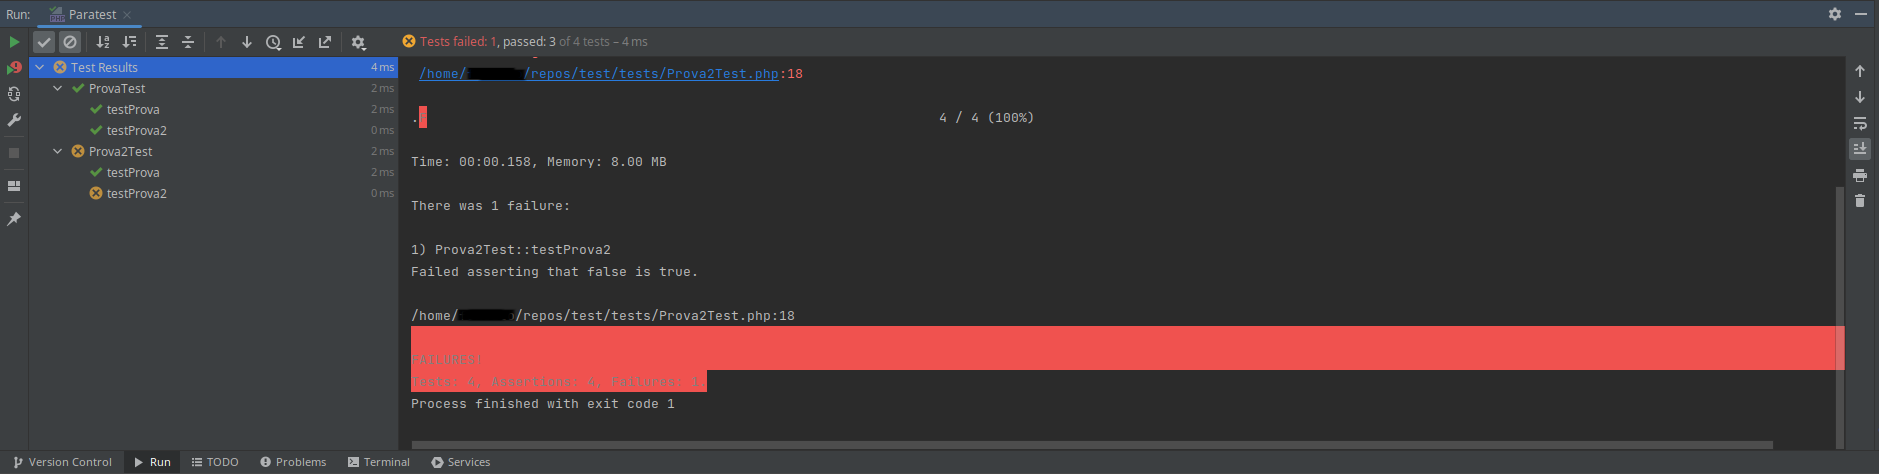 Run: PHP Paratest
Tests failed: 1, passed: 3 of 4 tests – 4 ms
Test Results 4 ms
ProvaTest 2 ms
testProva 2 ms
testProva2 0 ms
Prova2Test 2 ms
testProva 2 ms
testProva2 0 ms
/home/ /repos/test/tests/Prova2Test.php:18
. 4 / 4 (100%)
Time: 00:00.158, Memory: 8.00 MB
There was 1 failure:
1) Prova2Test::testProva2
Failed asserting that false is true.
/home/ /repos/test/tests/Prova2Test.php:18
FAILURES!
Tests: 4, Assertions: 4, Failures: 1.
Process finished with exit code 1
Version Control Run TODO Problems Terminal Services